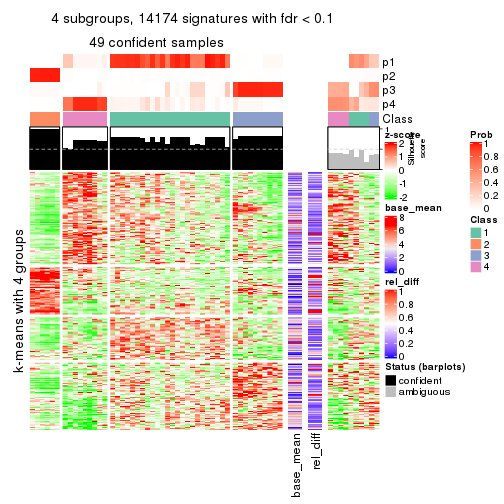 4 subgroups, 14174 signatures with fdr < 0.1
49 confident samples
p1
p2
p3
p4
Class
1
Silhouette
score
k-means with 4 groups
base_mean
rel_diff
z-score
2
1
0
-1
-2
base_mean
8
6
4
2
0
rel_diff
1
0.8
0.6
0.4
0.2
0
Status (barplots)
confident
ambiguous
Prob
1
0.8
0.6
0.4
0.2
0
Class
1
2
3
4